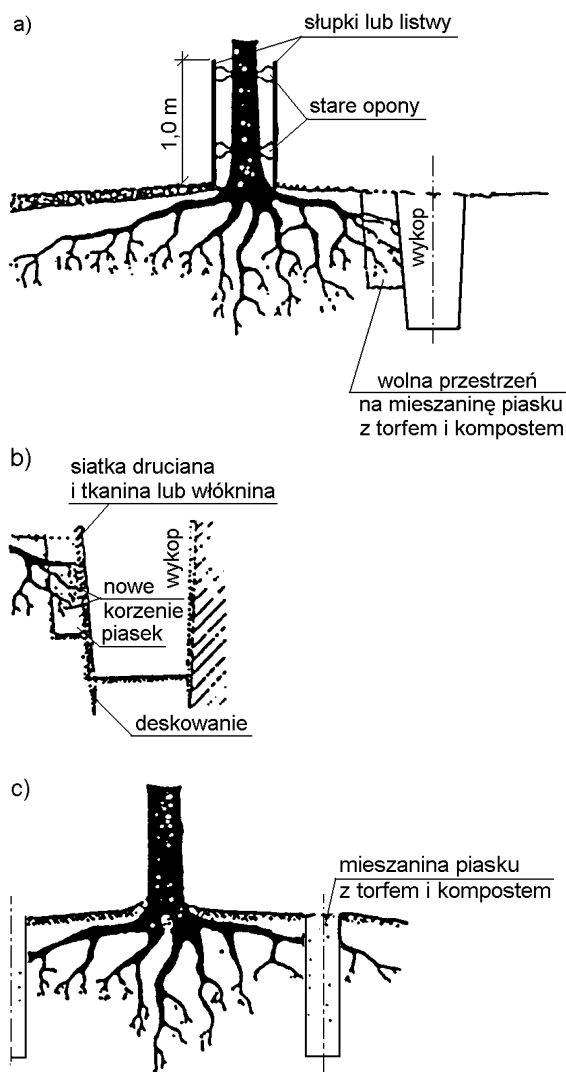 a)
słupki lub listwy
1,0 m
stare opony
wykop
wolna przestrzeń
na mieszaninę piasku
z torfem i kompostem
b)
siatka druciana
i tkanina lub włóknina
wykop
nowe
korzenie
piasek
deskowanie
c)
mieszanina piasku
z torfem i kompostem